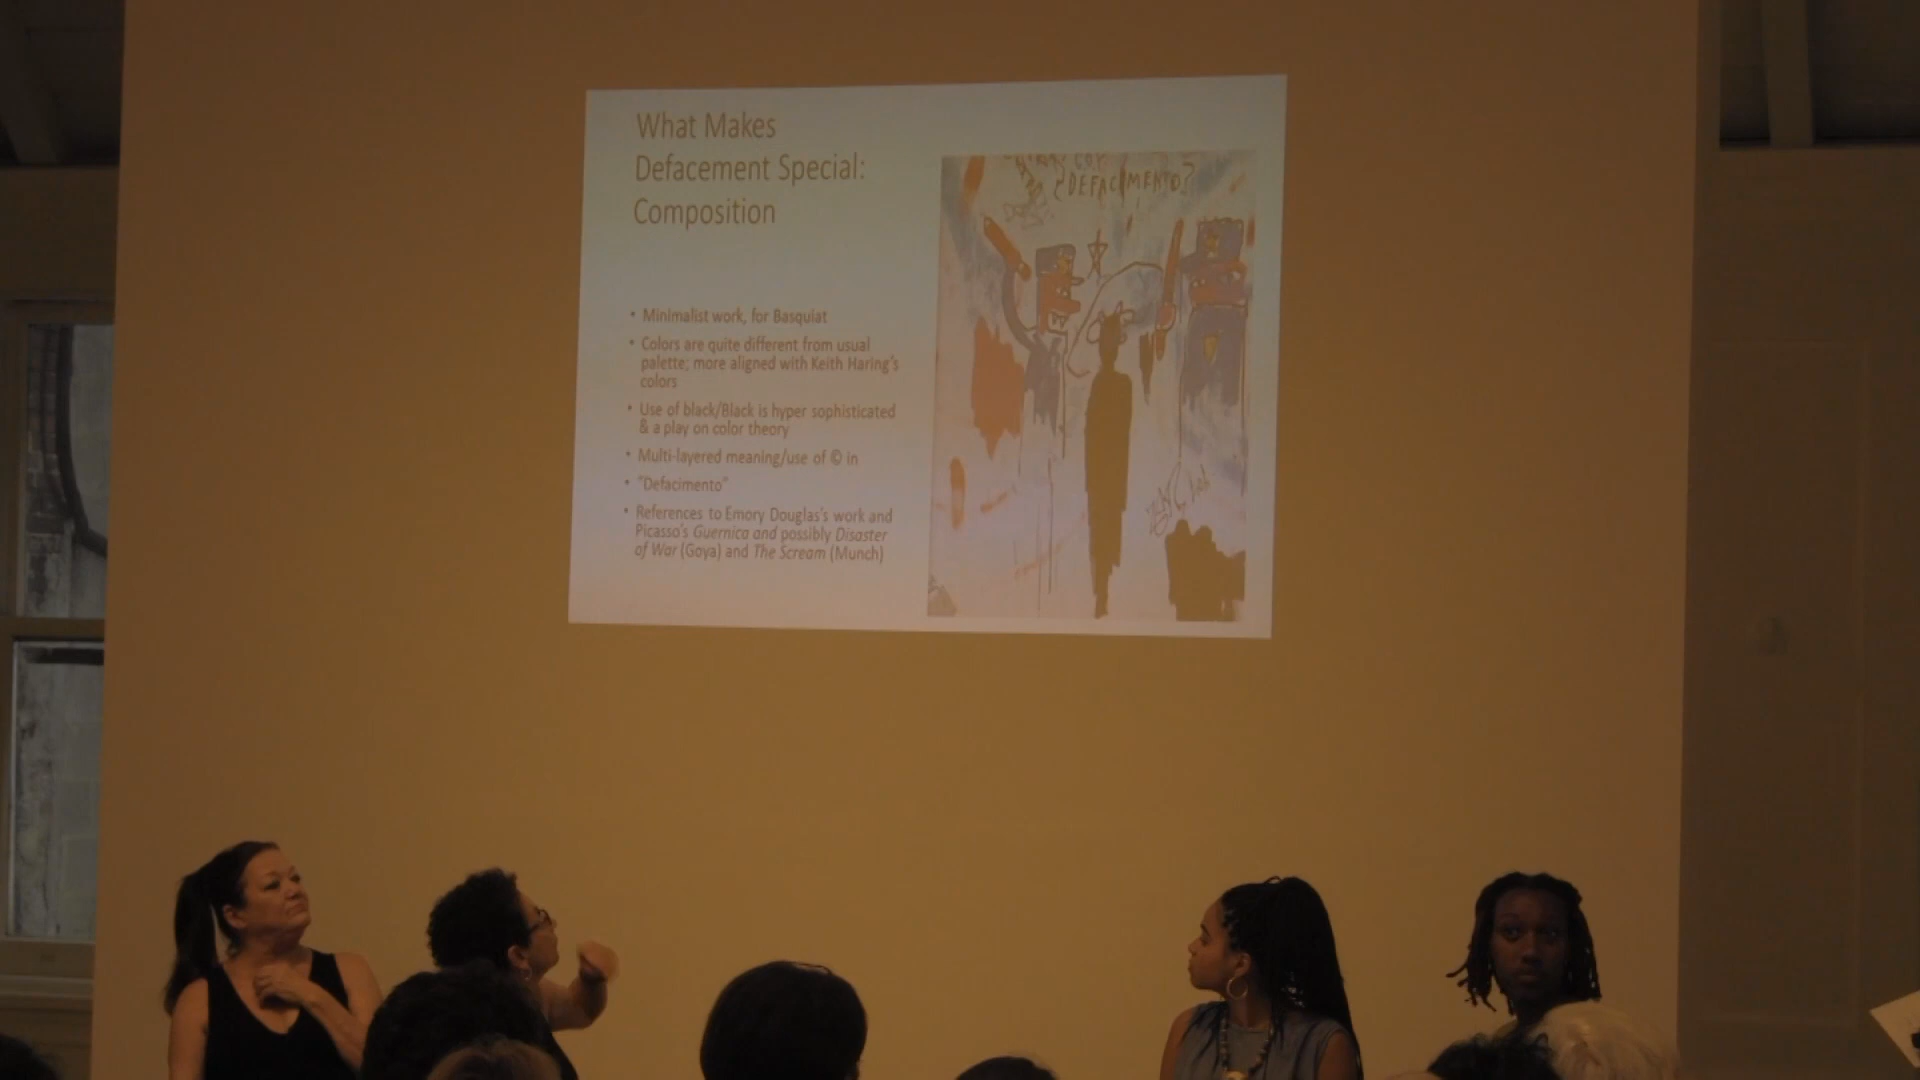 What Makes
Defacement Special:
Composition
• Minimalist work, for Basquiat
• Colors are quite different from usual
palette; more aligned with Keith Haring's
colors
• Use of black/Black is hyper sophisticated
& a play on color theory
• Multi-layered meaning/use of © in
• "Defacimento"
• References to Emory Douglas's work and
Picasso's Guernica and possibly Disaster
of War (Goya) and The Scream (Munch)
¿DEFACIMENTO?